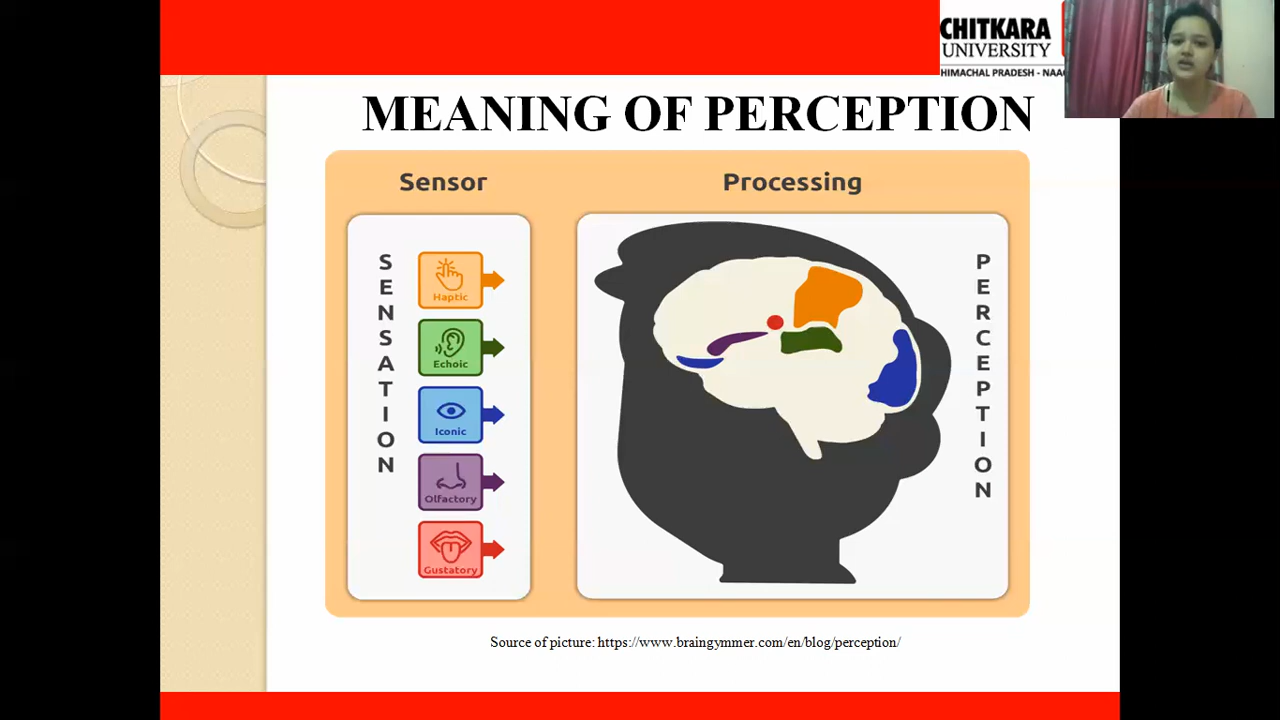 CHITKARA
UNIVERSITY
HIMACHAL PRADESH - NAAC
MEANING OF PERCEPTION
Sensor
Processing
SENSATION
Haptic
Echoic
Iconic
Olfactory
Gustatory
PERCEPTION
Source of picture: https://www.braingymmer.com/en/blog/perception/